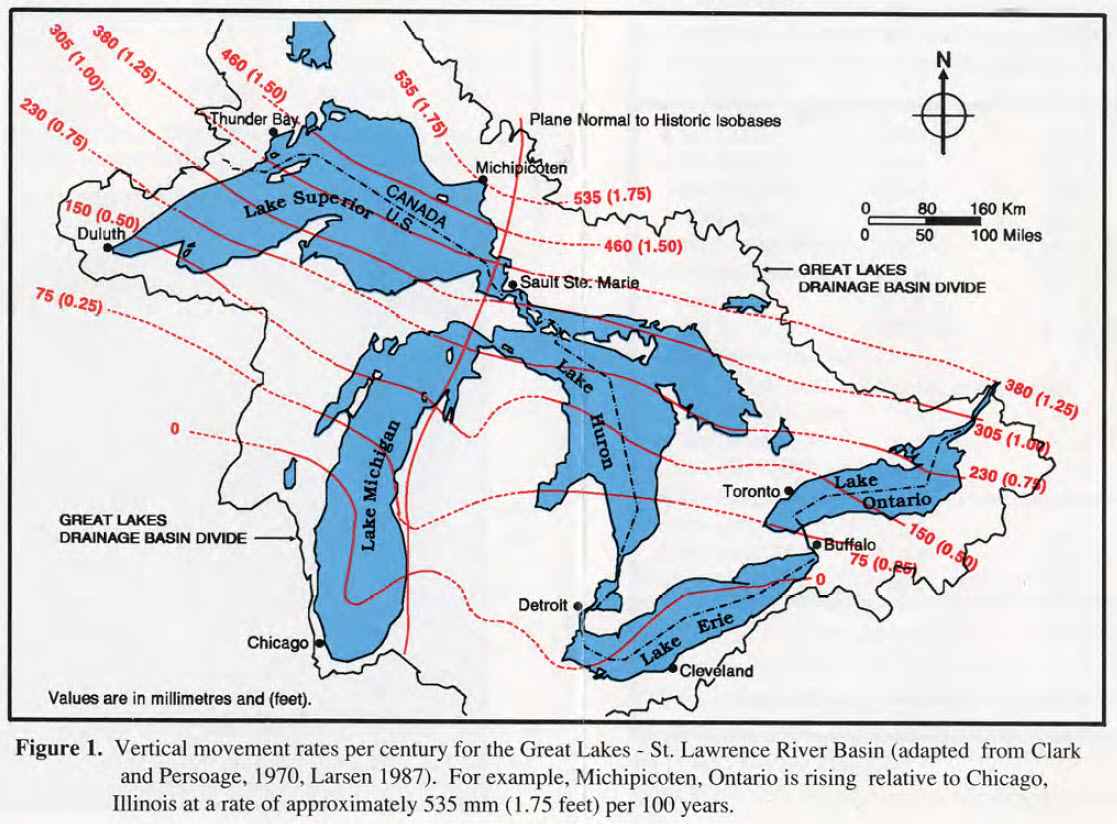 305 (1.00)
380 (1.25)
460 (1.50)
535 (1.75)
230 (0.75)
Thunder Bay
Plane Normal to Historic Isobases
N
Michipicoten
535 (1.75)
0 80 160 Km
0 50 100 Miles
CANADA
U.S.
Lake Superior
150 (0.50)
Duluth
460 (1.50)
GREAT LAKES
DRAINAGE BASIN DIVIDE
Sault Ste. Marie
75 (0.25)
Lake Huron
380 (1.25)
305 (1.00)
0
Lake Michigan
230 (0.75)
Toronto
Lake Ontario
150 (0.50)
GREAT LAKES
DRAINAGE BASIN DIVIDE
Buffalo
75 (0.25)
0
Detroit
Lake Erie
Chicago
Cleveland
Values are in millimetres and (feet).
Figure 1. Vertical movement rates per century for the Great Lakes - St. Lawrence River Basin (adapted from Clark
and Persoage, 1970, Larsen 1987). For example, Michipicoten, Ontario is rising relative to Chicago,
Illinois at a rate of approximately 535 mm (1.75 feet) per 100 years.